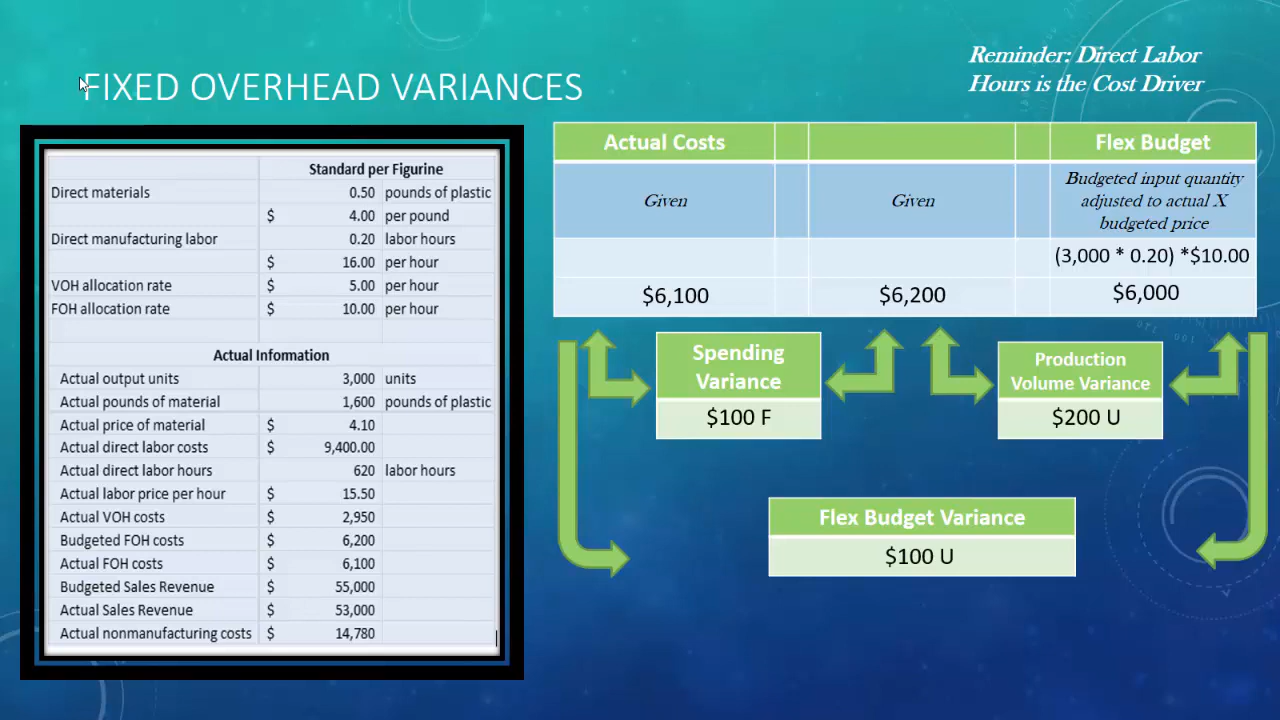 FIXED OVERHEAD VARIANCES
Reminder: Direct Labor
Hours is the Cost Driver
Standard per Figurine
Direct materials 0.50 pounds of plastic
$ 4.00 per pound
Direct manufacturing labor 0.20 labor hours
$ 16.00 per hour
VOH allocation rate $ 5.00 per hour
FOH allocation rate $ 10.00 per hour
Actual Information
Actual output units 3,000 units
Actual pounds of material 1,600 pounds of plastic
Actual price of material $ 4.10
Actual direct labor costs $ 9,400.00
Actual direct labor hours 620 labor hours
Actual labor price per hour $ 15.50
Actual VOH costs $ 2,950
Budgeted FOH costs $ 6,200
Actual FOH costs $ 6,100
Budgeted Sales Revenue $ 55,000
Actual Sales Revenue $ 53,000
Actual nonmanufacturing costs $ 14,780
Actual Costs Flex Budget
Given Given Budgeted input quantity
adjusted to actual X
budgeted price
(3,000 * 0.20) *$10.00
$6,100 $6,200 $6,000
Spending
Variance
$100 F
Production
Volume Variance
$200 U
Flex Budget Variance
$100 U